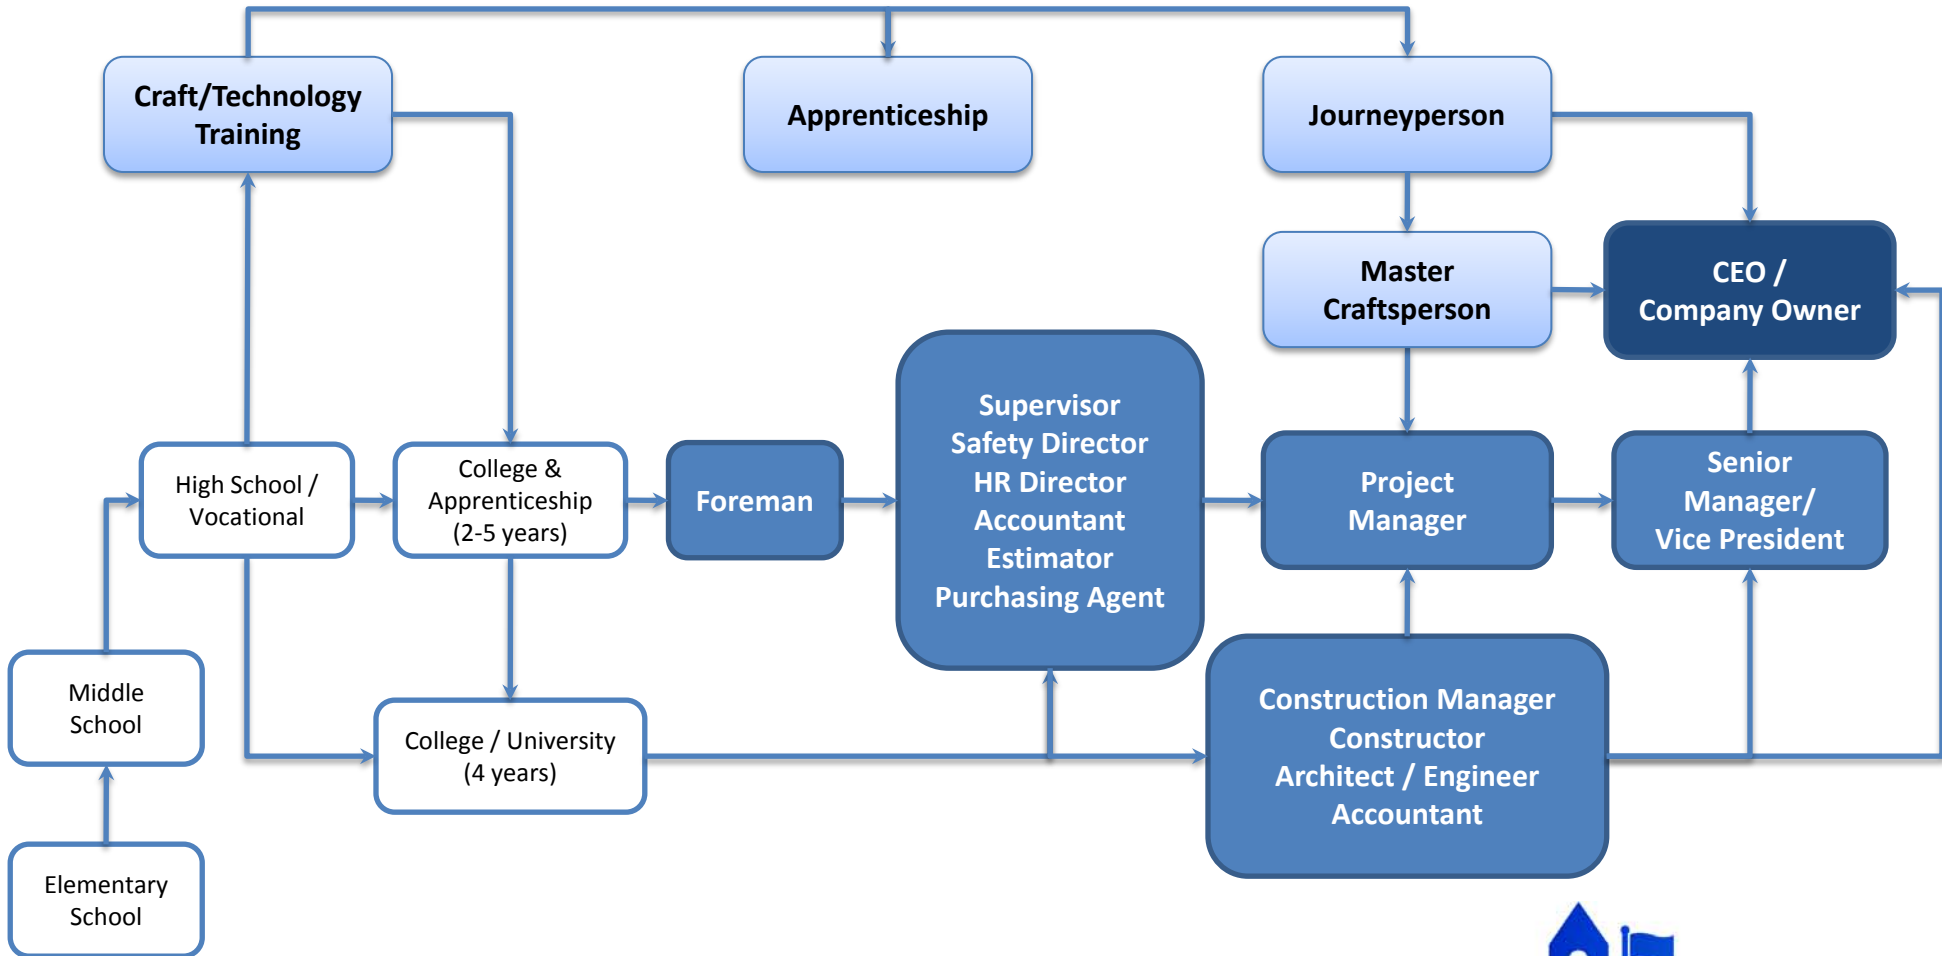 Craft/Technology
Training
Apprenticeship
Journeyperson
Master
Craftsperson
CEO /
Company Owner
Supervisor
Safety Director
HR Director
Accountant
Estimator
Purchasing Agent
High School /
Vocational
College &
Apprenticeship
(2-5 years)
Foreman
Project
Manager
Senior
Manager/
Vice President
Middle
School
College / University
(4 years)
Construction Manager
Constructor
Architect / Engineer
Accountant
Elementary
School